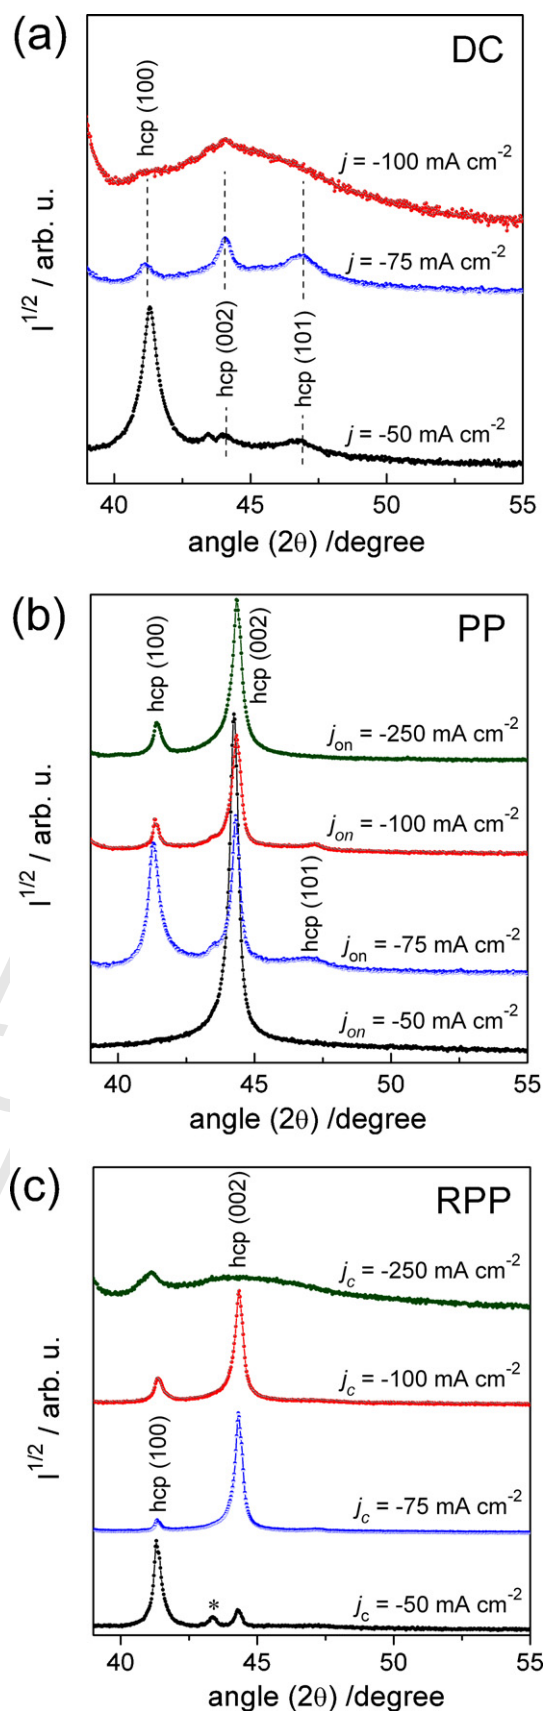 (a)
DC
hcp (100)
j = -100 mA cm-2
j = -75 mA cm-2
hcp (002)
hcp (101)
j = -50 mA cm-2
I1/2 / arb. u.
40 45 50 55
angle (2θ) /degree
(b)
PP
hcp (100)
hcp (002)
jon = -250 mA cm-2
jon = -100 mA cm-2
hcp (101)
jon = -75 mA cm-2
jon = -50 mA cm-2
I1/2 / arb. u.
40 45 50 55
angle (2θ) /degree
(c)
RPP
hcp (002)
jc = -250 mA cm-2
jc = -100 mA cm-2
hcp (100)
jc = -75 mA cm-2
*
jc = -50 mA cm-2
I1/2 / arb. u.
40 45 50 55
angle (2θ) /degree